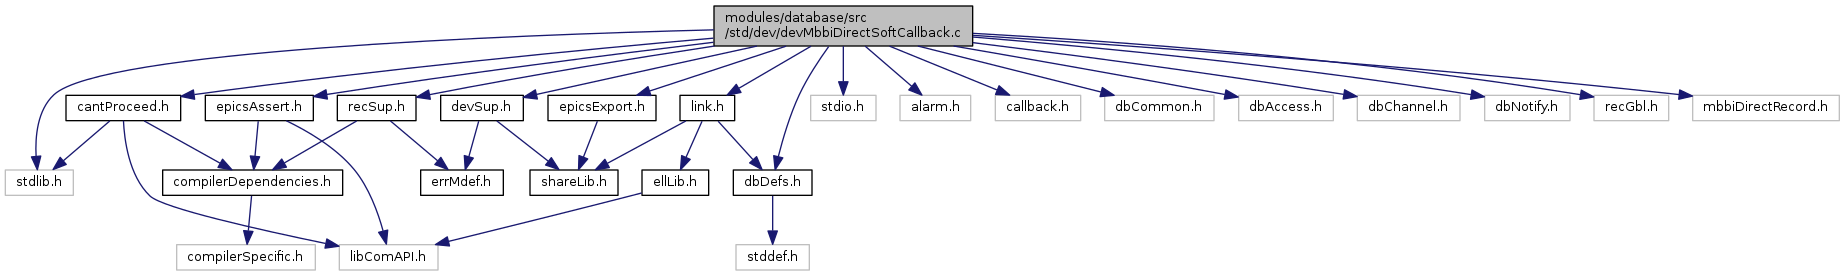 modules/database/src
/std/dev/devMbbiDirectSoftCallback.c
cantProceed.h
epicsAssert.h
recSup.h
devSup.h
epicsExport.h
link.h
stdio.h
alarm.h
callback.h
dbCommon.h
dbAccess.h
dbChannel.h
dbNotify.h
recGbl.h
mbbiDirectRecord.h
stdlib.h
compilerDependencies.h
errMdef.h
shareLib.h
ellLib.h
dbDefs.h
compilerSpecific.h
libComAPI.h
stddef.h